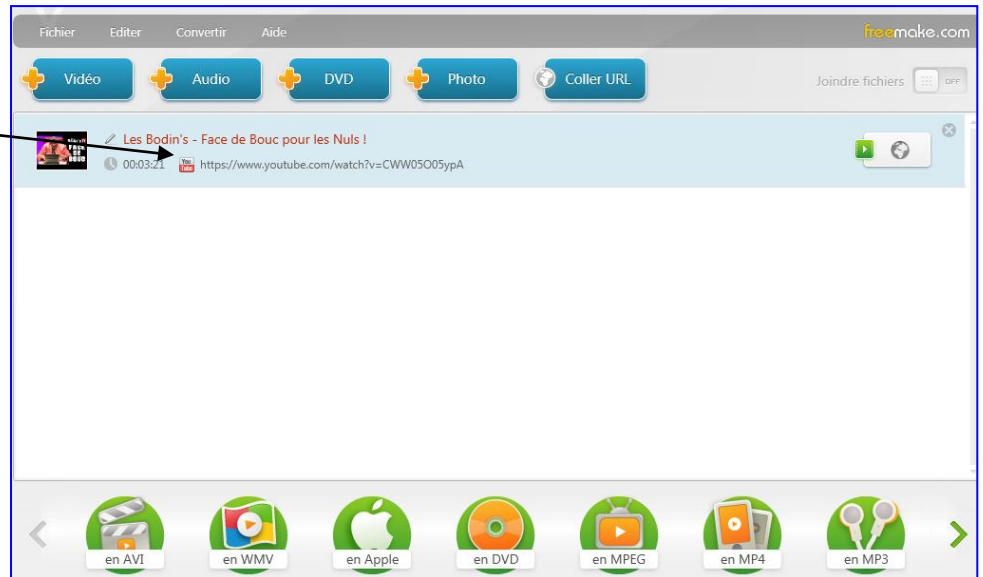 Fichier Editer Convertir Aide freemake.com
Vidéo Audio DVD Photo Coller URL Joindre fichiers OFF
Les Bodin's - Face de Bouc pour les Nuls !
00:03:21 You Tube https://www.youtube.com/watch?v=CWW05O05ypA
en AVI en WMV en Apple en DVD en MPEG en MP4 en MP3